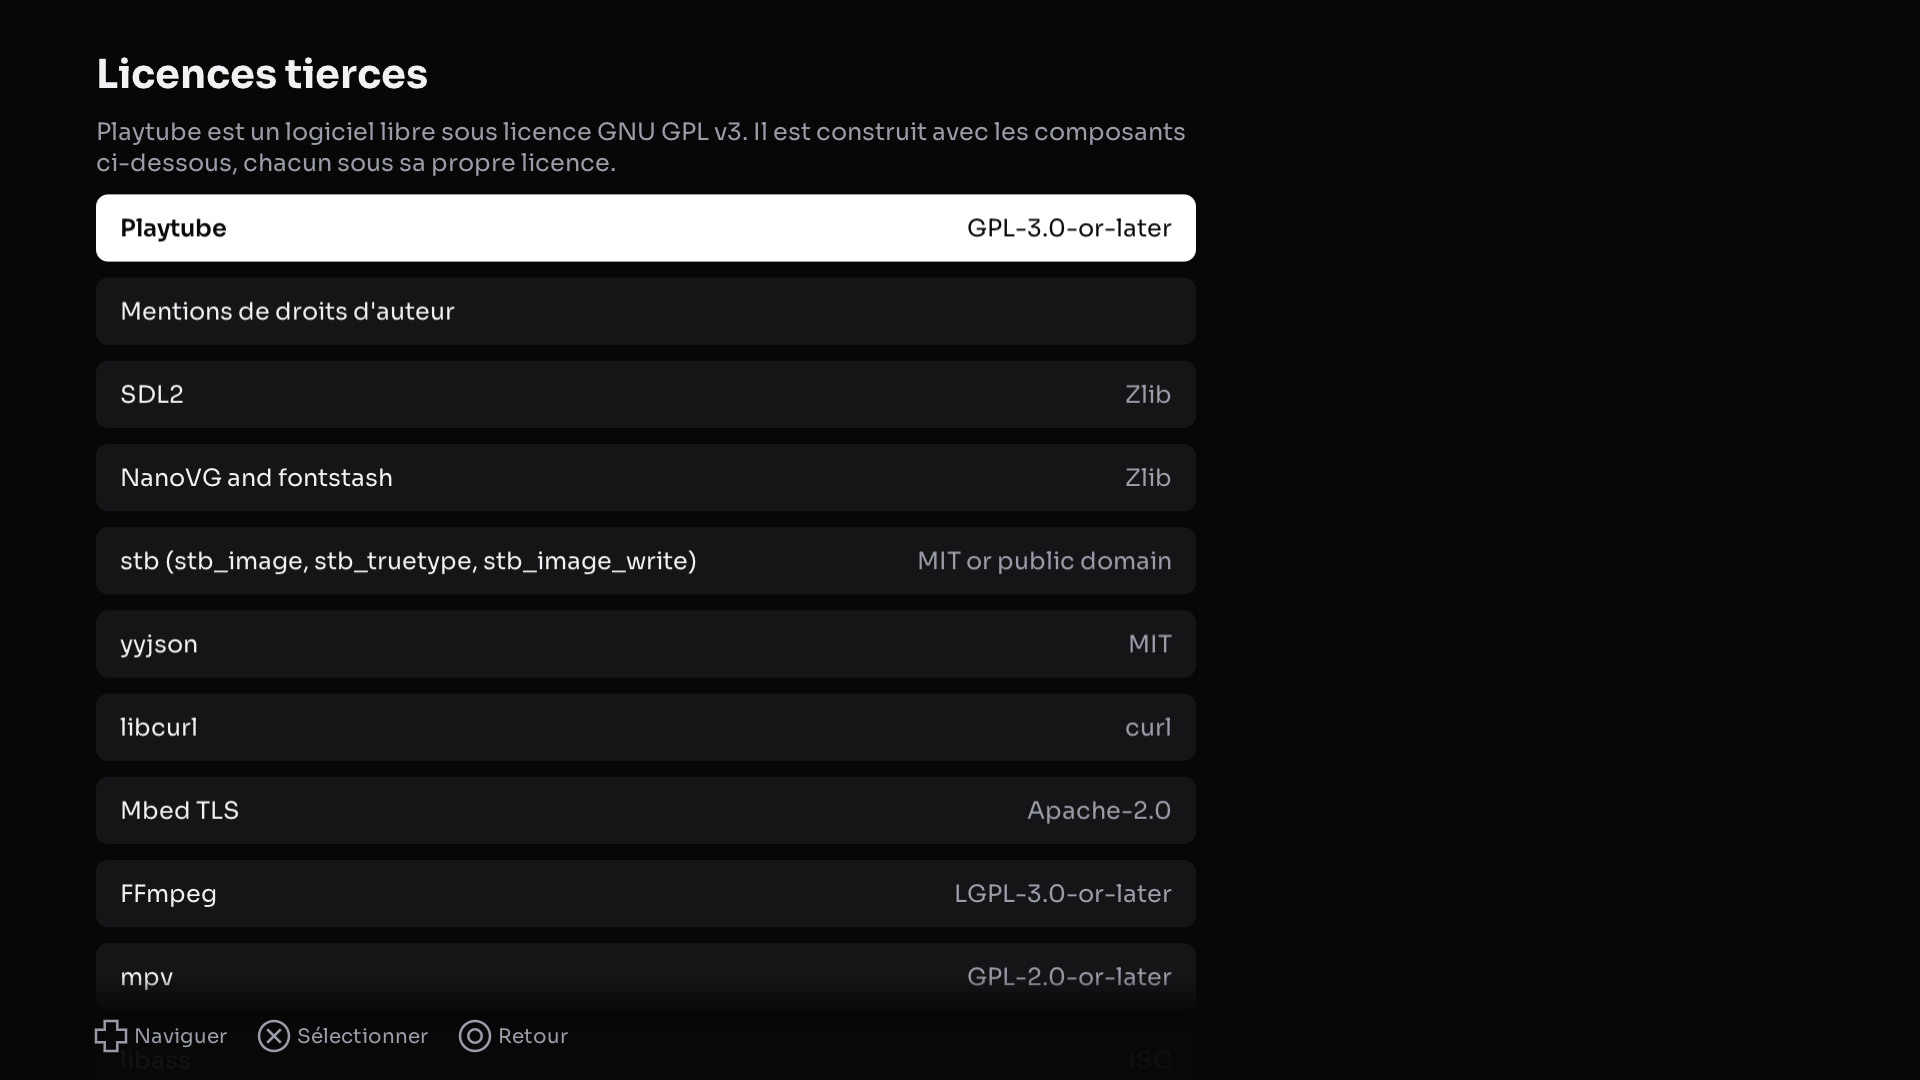 Licences tierces
Playtube est un logiciel libre sous licence GNU GPL v3. Il est construit avec les composants
ci-dessous, chacun sous sa propre licence.
Playtube GPL-3.0-or-later
Mentions de droits d'auteur
SDL2 Zlib
NanoVG and fontstash Zlib
stb (stb_image, stb_truetype, stb_image_write) MIT or public domain
yyjson MIT
libcurl curl
Mbed TLS Apache-2.0
FFmpeg LGPL-3.0-or-later
mpv GPL-2.0-or-later
Naviguer Sélectionner Retour
libass ISC